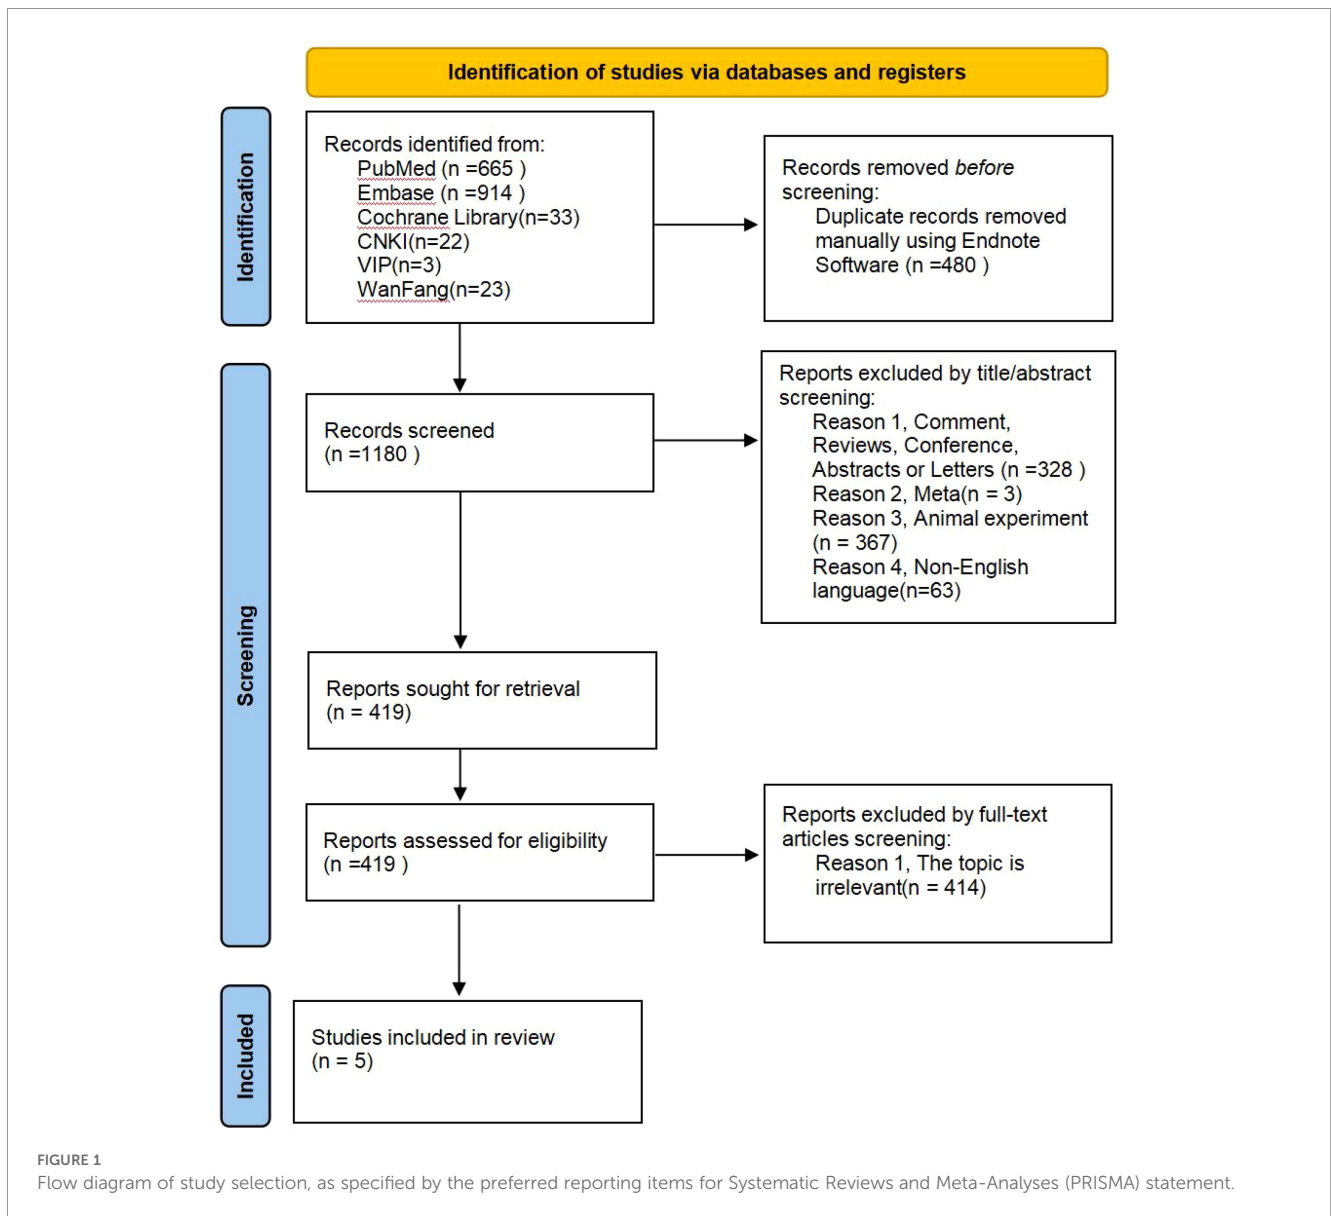 Identification of studies via databases and registers
Identification
Records identified from:
PubMed (n =665 )
Embase (n =914 )
Cochrane Library(n=33)
CNKI(n=22)
VIP(n=3)
WanFang(n=23)
Records removed before
screening:
Duplicate records removed
manually using Endnote
Software (n =480 )
Screening
Records screened
(n =1180 )
Reports excluded by title/abstract
screening:
Reason 1, Comment,
Reviews, Conference,
Abstracts or Letters (n =328 )
Reason 2, Meta(n = 3)
Reason 3, Animal experiment
(n = 367)
Reason 4, Non-English
language(n=63)
Reports sought for retrieval
(n = 419)
Reports assessed for eligibility
(n =419 )
Reports excluded by full-text
articles screening:
Reason 1, The topic is
irrelevant(n = 414)
Included
Studies included in review
(n = 5)
FIGURE 1
Flow diagram of study selection, as specified by the preferred reporting items for Systematic Reviews and Meta-Analyses (PRISMA) statement.